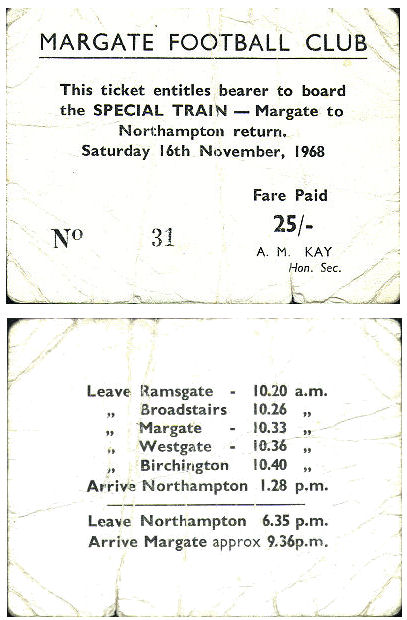 MARGATE FOOTBALL CLUB
This ticket entitles bearer to board
the SPECIAL TRAIN — Margate to
Northampton return.
Saturday 16th November, 1968
Fare Paid
25/-
Nº 31
A. M. KAY
Hon. Sec.
Leave Ramsgate - 10.20 a.m.
„ Broadstairs 10.26 „
„ Margate - 10.33 „
„ Westgate - 10.36 „
„ Birchington 10.40 „
Arrive Northampton 1.28 p.m.
Leave Northampton 6.35 p.m.
Arrive Margate approx 9.36p.m.